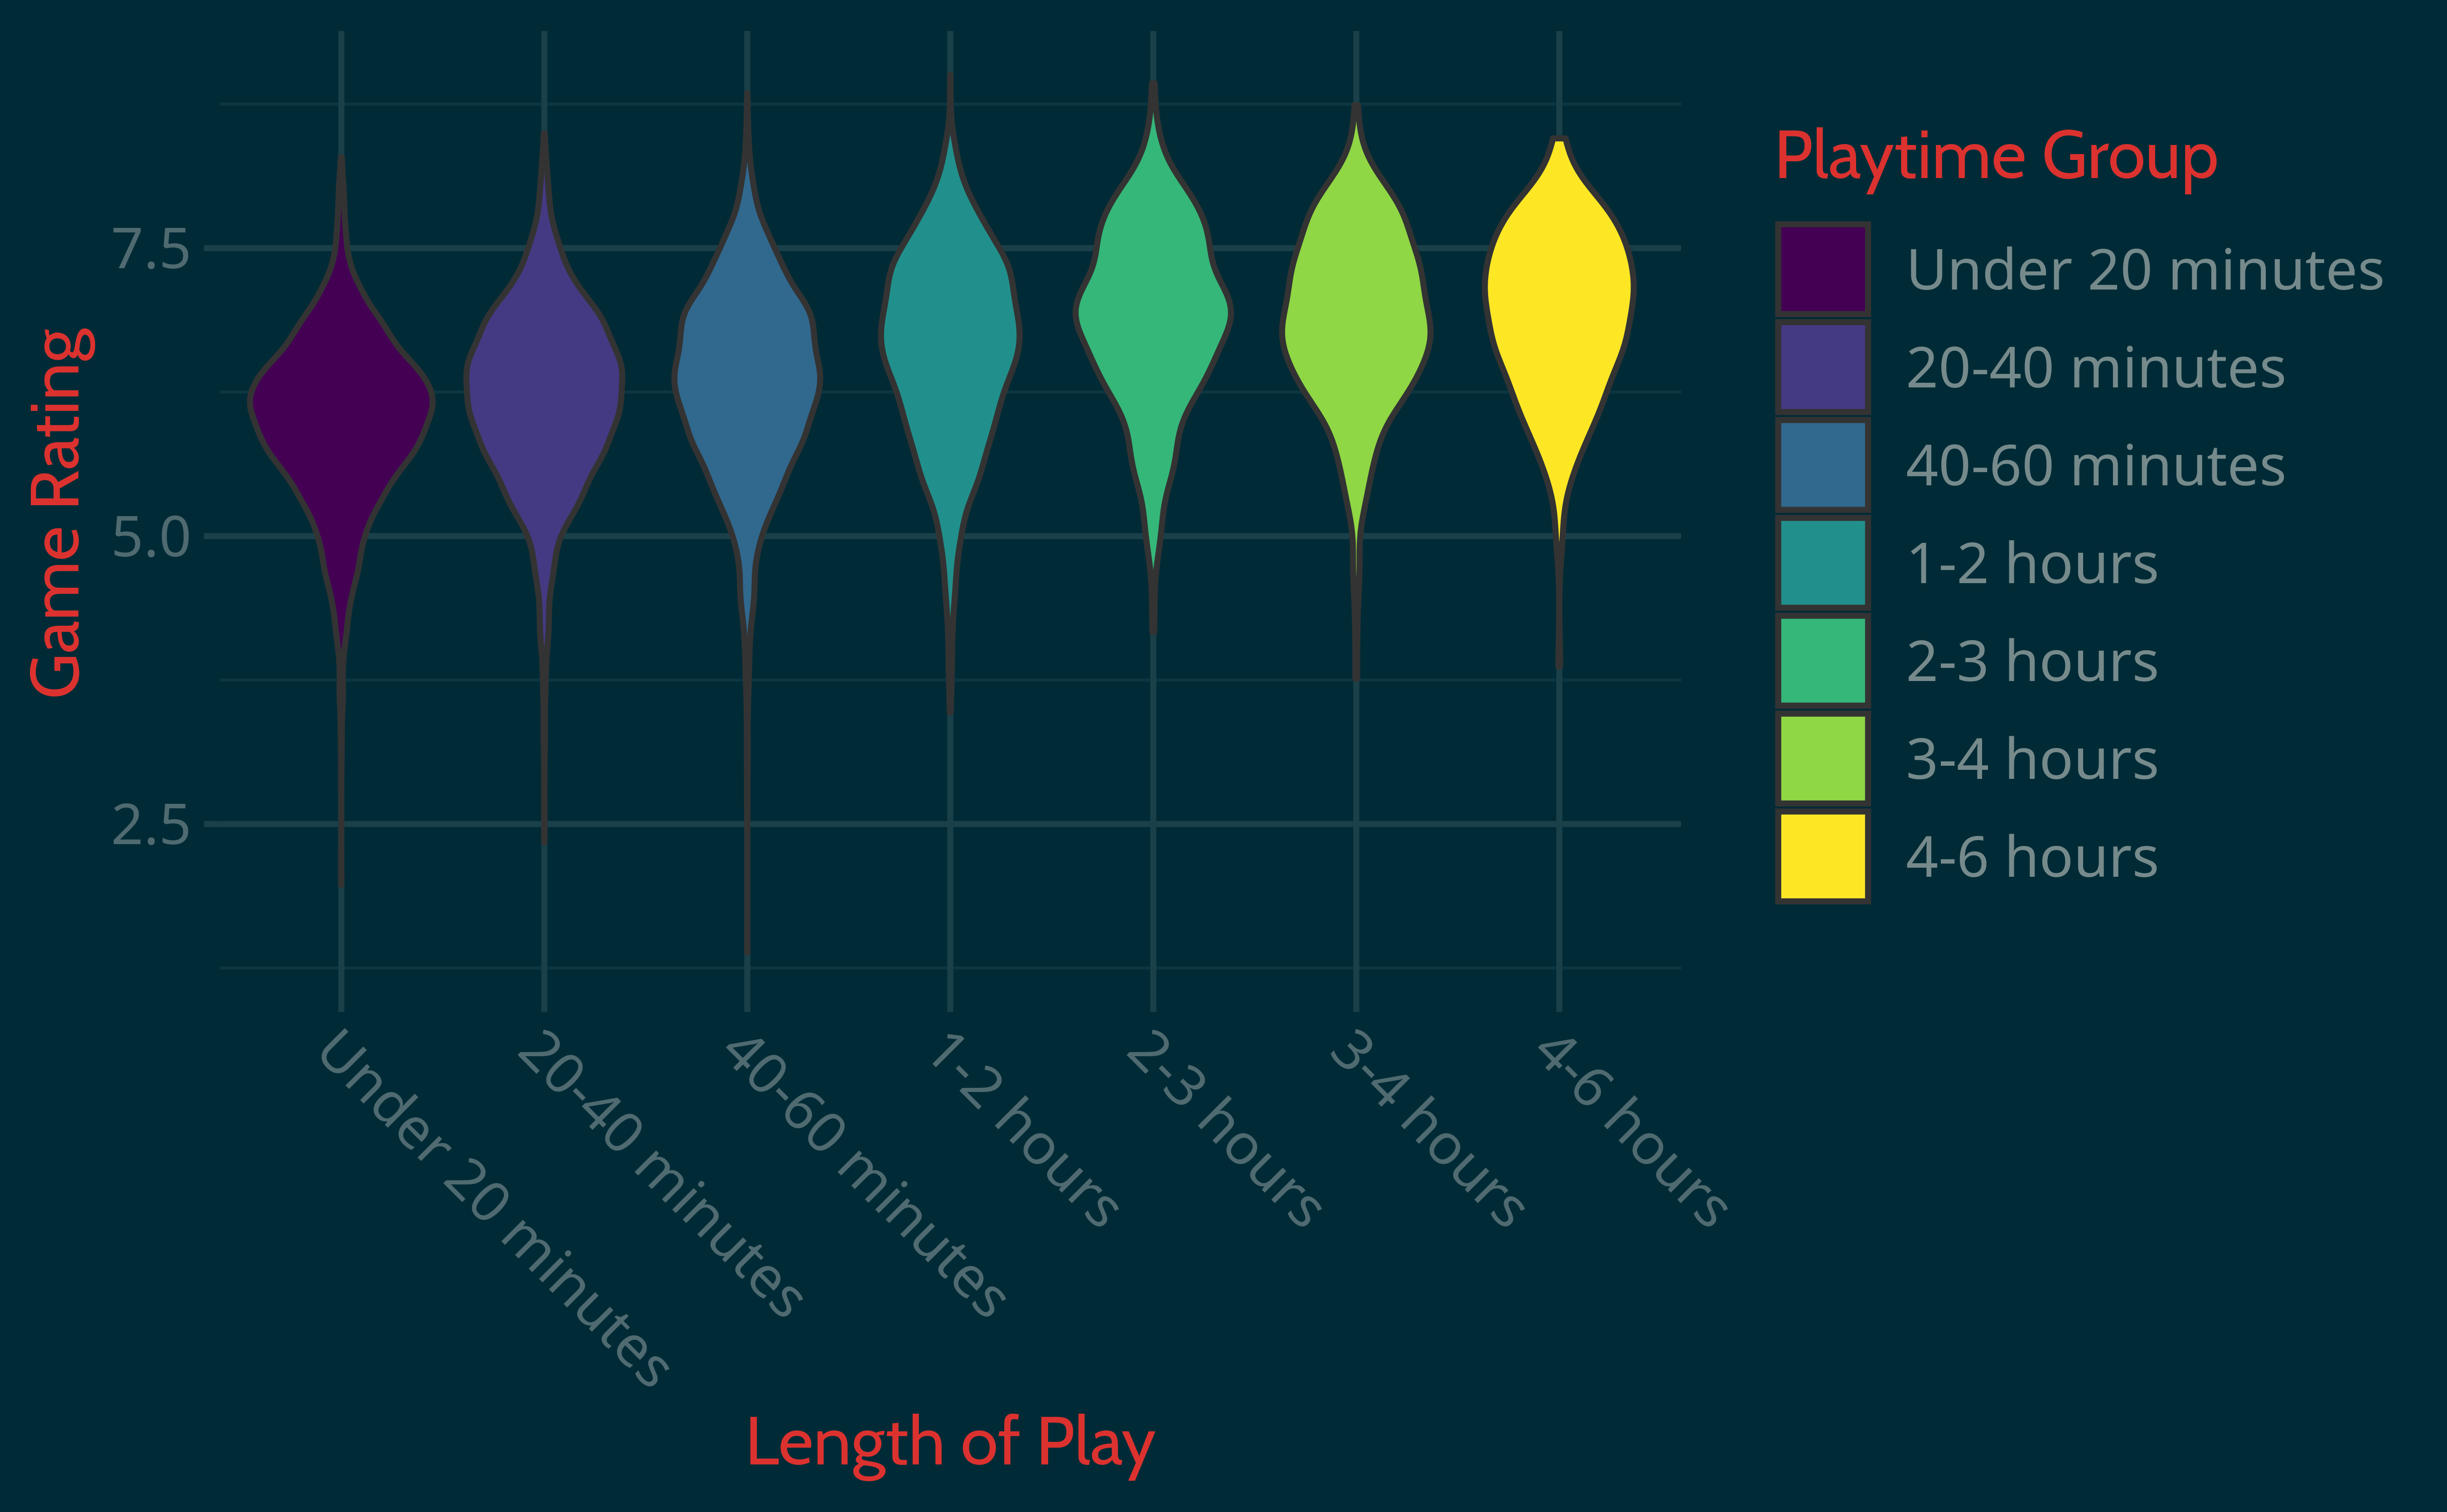 Game Rating
7.5
5.0
2.5
Under 20 minutes
20-40 minutes
40-60 minutes
1-2 hours
2-3 hours
3-4 hours
4-6 hours
Length of Play
Playtime Group
Under 20 minutes
20-40 minutes
40-60 minutes
1-2 hours
2-3 hours
3-4 hours
4-6 hours